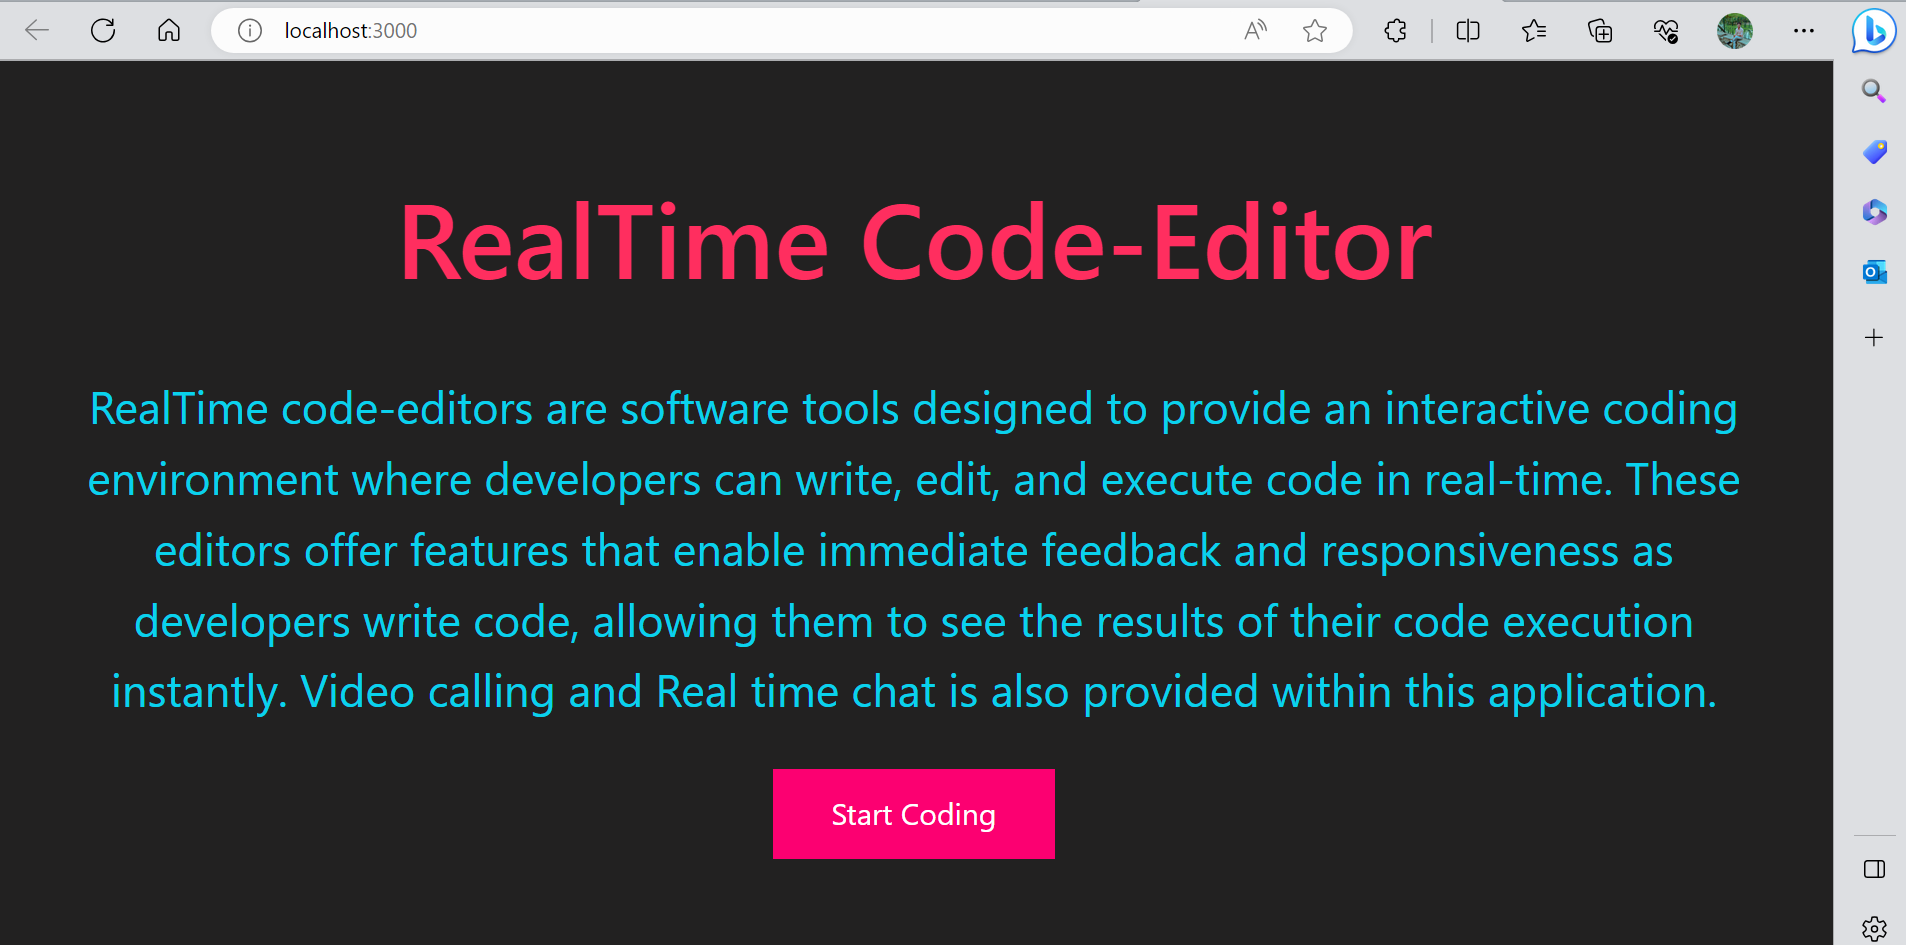 localhost:3000
RealTime Code-Editor
RealTime code-editors are software tools designed to provide an interactive coding
environment where developers can write, edit, and execute code in real-time. These
editors offer features that enable immediate feedback and responsiveness as
developers write code, allowing them to see the results of their code execution
instantly. Video calling and Real time chat is also provided within this application.
Start Coding